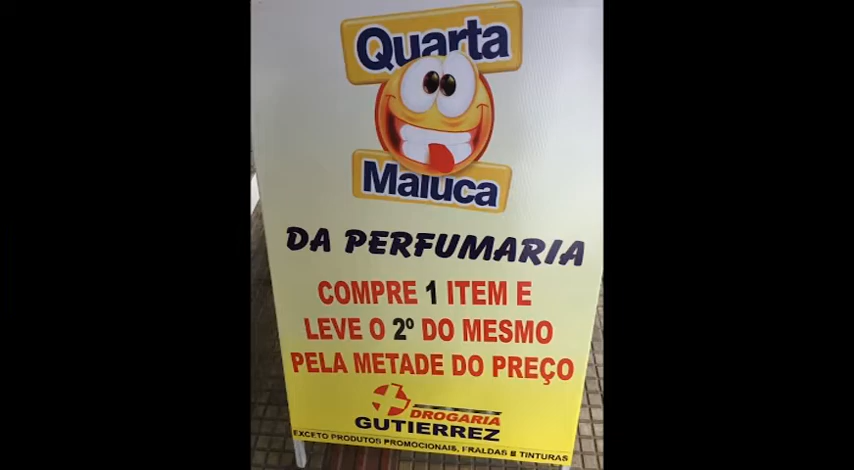 Quarta
Maluca
DA PERFUMARIA
COMPRE 1 ITEM E
LEVE O 2º DO MESMO
PELA METADE DO PREÇO
DROGARIA
GUTIERREZ
EXCETO PRODUTOS PROMOCIONAIS, FRALDAS E TINTURAS